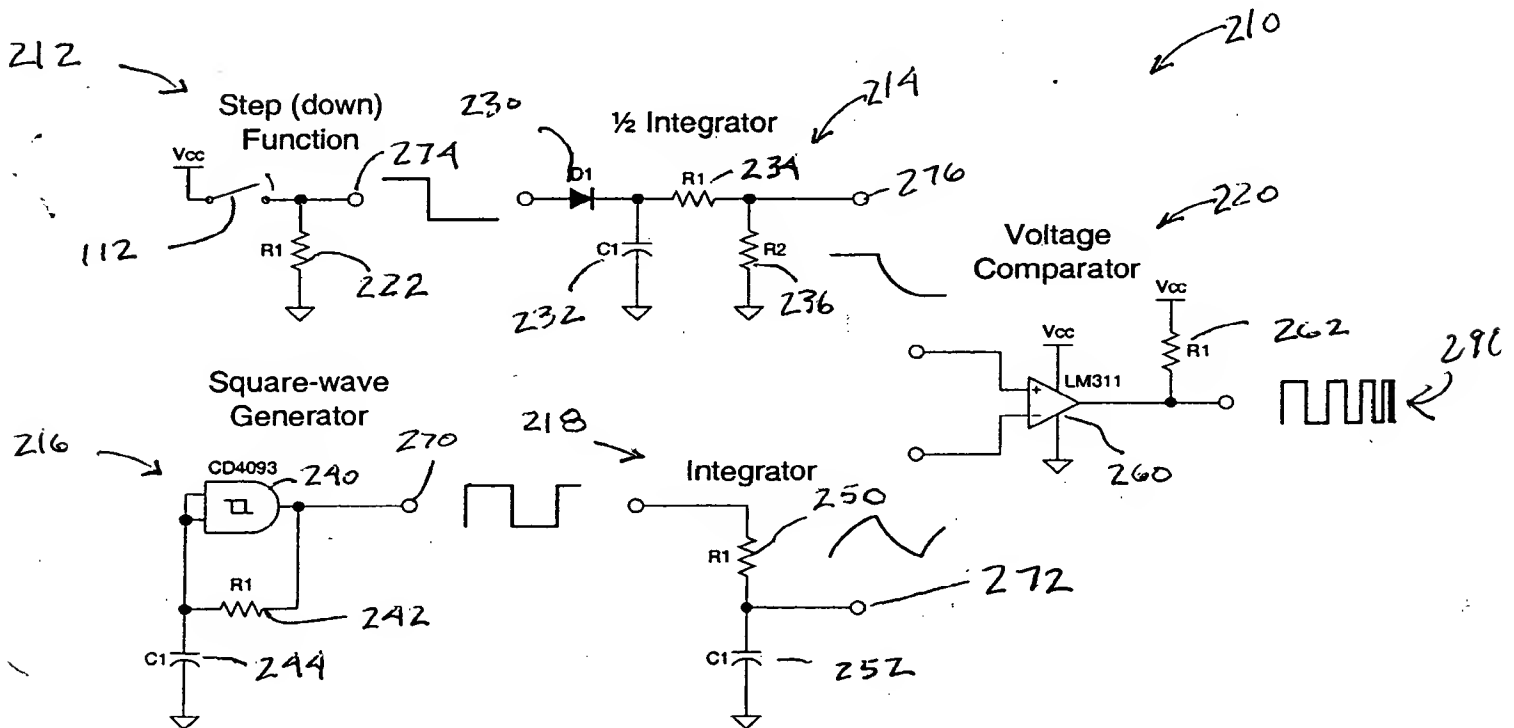 210
212
214
230
Step (down)
Function
½ Integrator
274
Vcc
D1
R1
234
276
220
112
R1
222
C1
232
R2
236
Voltage
Comparator
Vcc
Vcc
R1
262
LM311
+
−
260
Square-wave
Generator
216
270
218
CD4093
240
Integrator
250
R1
R1
242
272
C1
244
C1
252